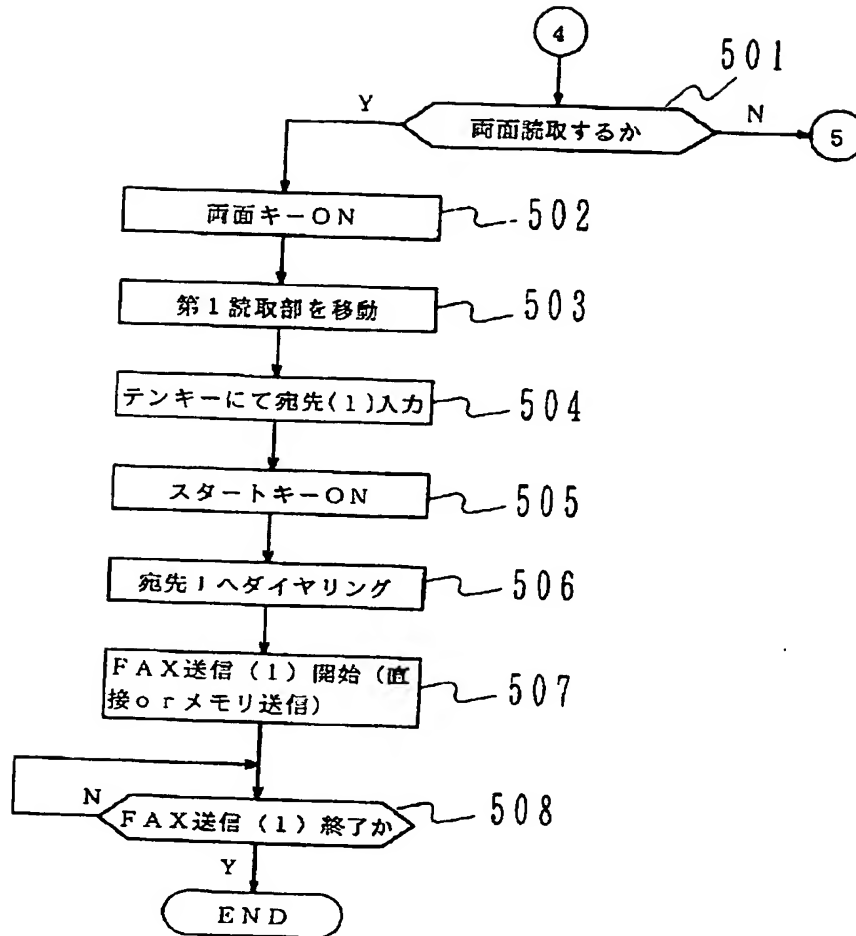 4
501
Y
両面読取するか
N
5
両面キーON
502
第1読取部を移動
503
テンキーにて宛先(1)入力
504
スタートキーON
505
宛先1へダイヤリング
506
FAX送信(1)開始(直
接orメモリ送信)
507
N
FAX送信(1)終了か
508
Y
END